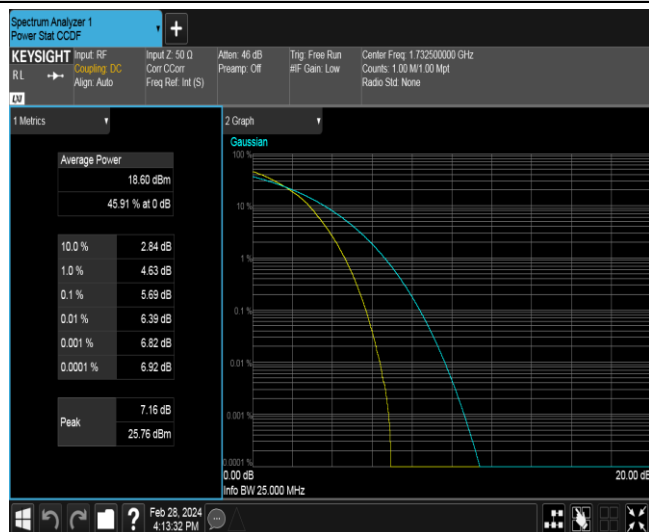 Spectrum Analyzer 1
Power Stat CCDF
+
KEYSIGHT
RL
LXI
Input: RF
Coupling: DC
Align: Auto
Input Z: 50 Ω
Corr CCorr
Freq Ref: Int (S)
Atten: 46 dB
Preamp: Off
Trig: Free Run
#IF Gain: Low
Center Freq: 1.732500000 GHz
Counts: 1.00 M/1.00 Mpt
Radio Std: None
1 Metrics
Average Power
18.60 dBm
45.91 % at 0 dB
10.0 % 2.84 dB
1.0 % 4.63 dB
0.1 % 5.69 dB
0.01 % 6.39 dB
0.001 % 6.82 dB
0.0001 % 6.92 dB
Peak
7.16 dB
25.76 dBm
2 Graph
Gaussian
100 %
10 %
1 %
0.1 %
0.01 %
0.001 %
0.0001 %
0.00 dB
20.00 dB
Info BW 25.000 MHz
?
Feb 28, 2024
4:13:32 PM